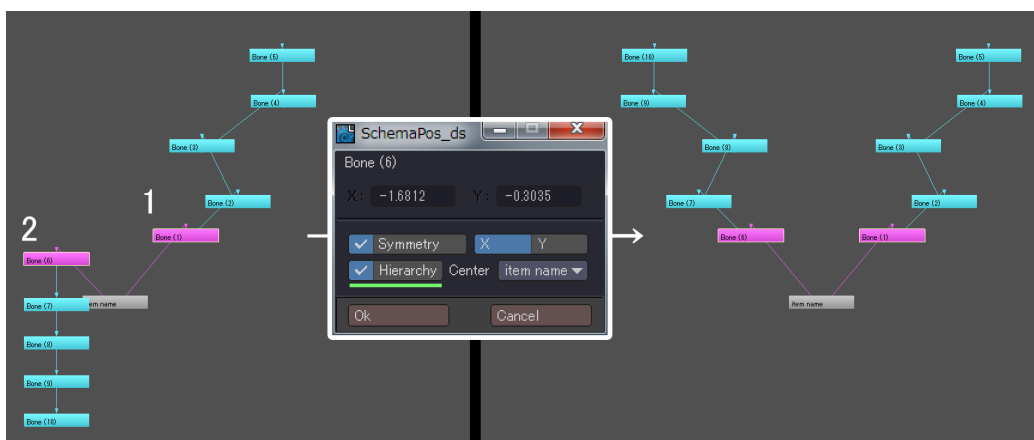 Bone (5)
Bone (4)
Bone (3)
Bone (2)
1
Bone (1)
2
Bone (6)
Bone (7)
item name
Bone (8)
Bone (9)
Bone (10)
SchemaPos_ds
Bone (6)
X: -1.6812 Y: -0.3035
Symmetry X Y
Hierarchy Center item name
Ok Cancel
Bone (10)
Bone (5)
Bone (9)
Bone (4)
Bone (8)
Bone (3)
Bone (7)
Bone (2)
Bone (6)
Bone (1)
item name